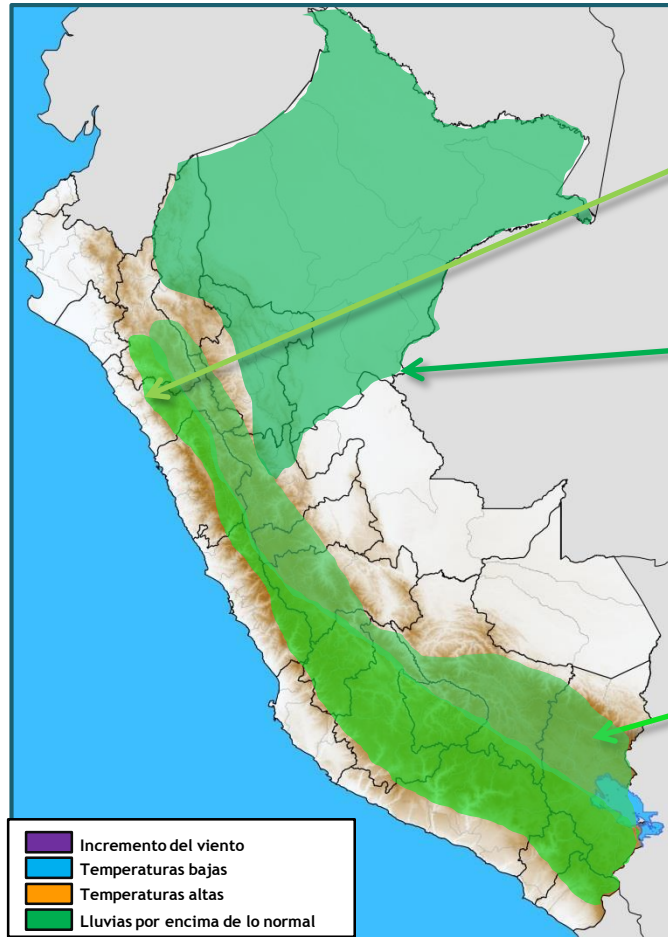 Incremento del viento
Temperaturas bajas
Temperaturas altas
Lluvias por encima de lo normal